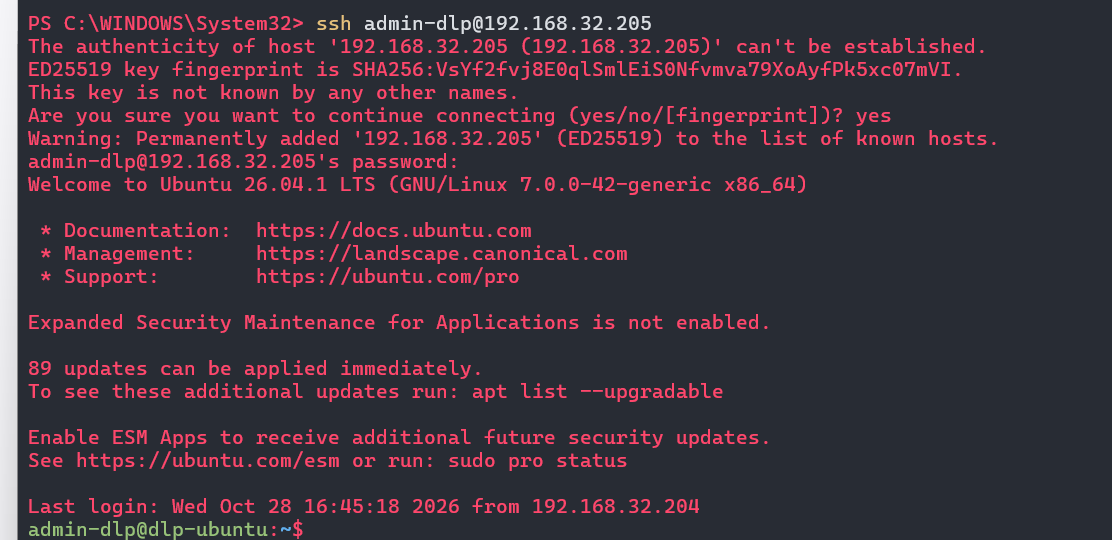 PS C:\WINDOWS\System32> ssh admin-dlp@192.168.32.205
The authenticity of host '192.168.32.205 (192.168.32.205)' can't be established.
ED25519 key fingerprint is SHA256:VsYf2fvj8E0qlSmlEiS0Nfvmva79XoAyfPk5xc07mVI.
This key is not known by any other names.
Are you sure you want to continue connecting (yes/no/[fingerprint])? yes
Warning: Permanently added '192.168.32.205' (ED25519) to the list of known hosts.
admin-dlp@192.168.32.205's password:
Welcome to Ubuntu 26.04.1 LTS (GNU/Linux 7.0.0-42-generic x86_64)

 * Documentation:  https://docs.ubuntu.com
 * Management:     https://landscape.canonical.com
 * Support:        https://ubuntu.com/pro

Expanded Security Maintenance for Applications is not enabled.

89 updates can be applied immediately.
To see these additional updates run: apt list --upgradable

Enable ESM Apps to receive additional future security updates.
See https://ubuntu.com/esm or run: sudo pro status

Last login: Wed Oct 28 16:45:18 2026 from 192.168.32.204
admin-dlp@dlp-ubuntu:~$